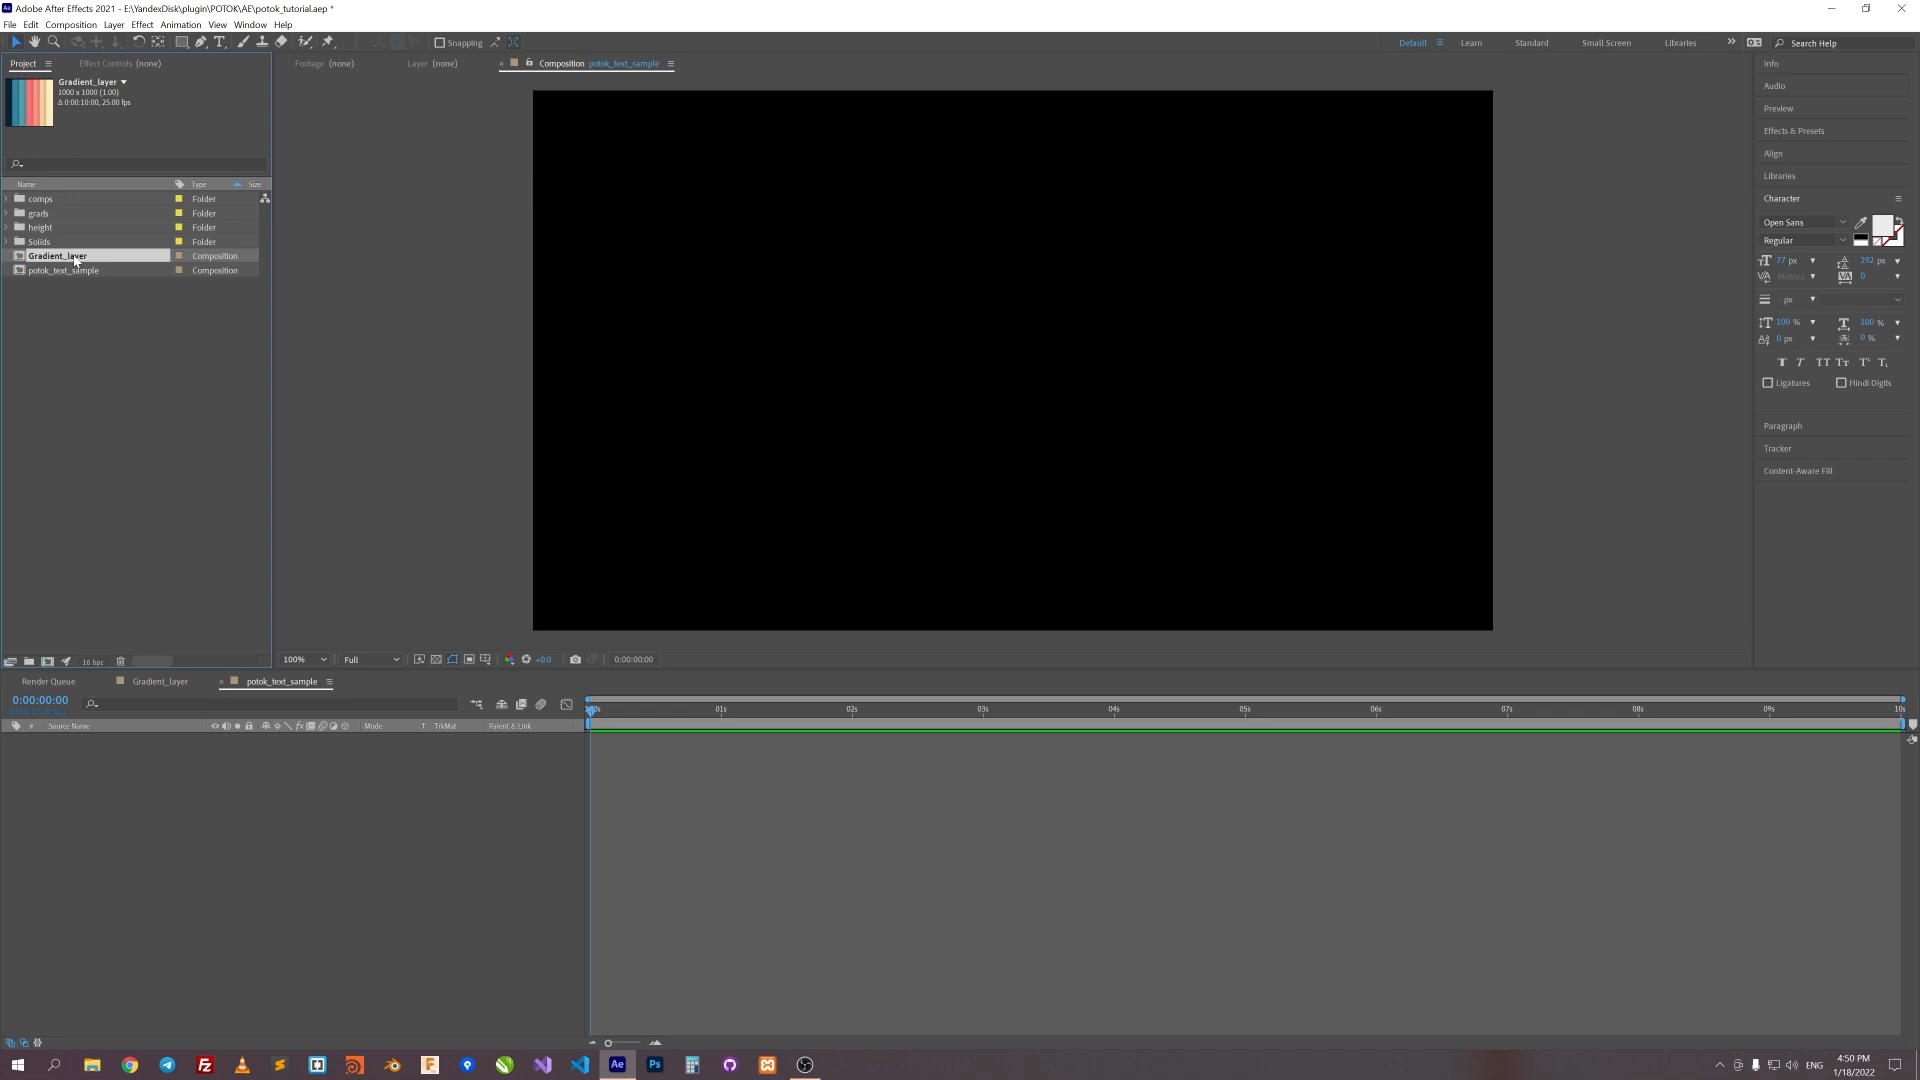 Adobe After Effects 2021 - E:\YandexDisk\plugin\POTOK\AE\potok_tutorial.aep *
File Edit Composition Layer Effect Animation View Window Help
Snapping
Default Learn Standard Small Screen Libraries Search Help
Project Effect Controls (none)
Footage (none) Layer (none) Composition potok_text_sample
Gradient_layer
1000 x 1000 (1.00)
Δ 0:00:10:00, 25.00 fps
Name Type Size
comps Folder
grads Folder
height Folder
Solids Folder
Gradient_layer Composition
potok_text_sample Composition
16 bpc
100% Full +0.0 0:00:00:00
Info
Audio
Preview
Effects & Presets
Align
Libraries
Character
Open Sans
Regular
77 px 292 px
Metrics 0
- px
100 % 100 %
0 px 0 %
Ligatures Hindi Digits
Paragraph
Tracker
Content-Aware Fill
Render Queue Gradient_layer potok_text_sample
0:00:00:00
# Source Name Mode T TrkMat Parent & Link
01s 02s 03s 04s 05s 06s 07s 08s 09s 10s
ENG
4:50 PM
1/18/2022